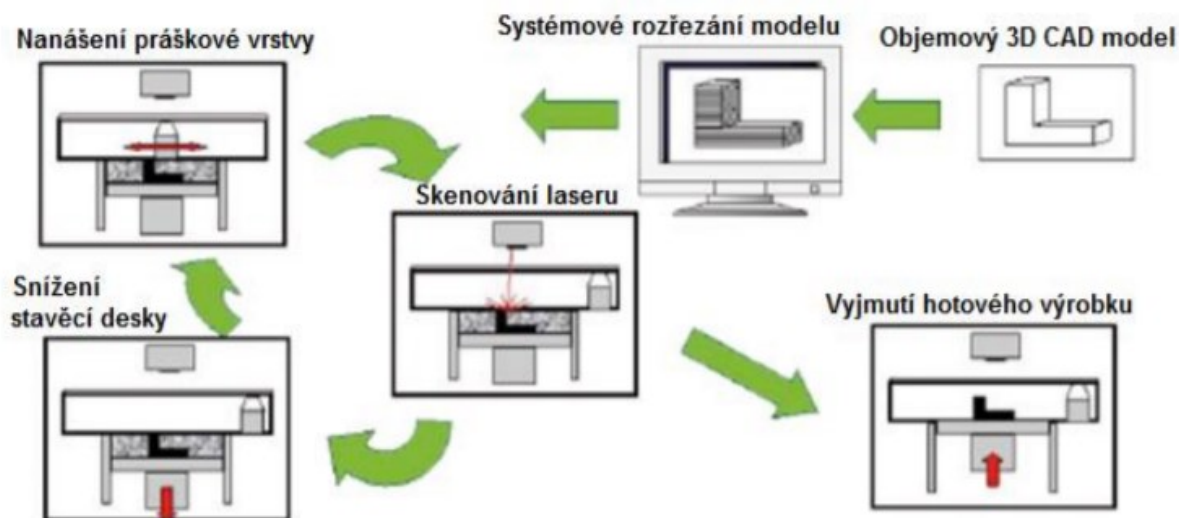 Nanášení práškové vrstvy
Systémové rozřezání modelu
Objemový 3D CAD model
Skenování laseru
Snížení
stavěcí desky
Vyjmutí hotového výrobku